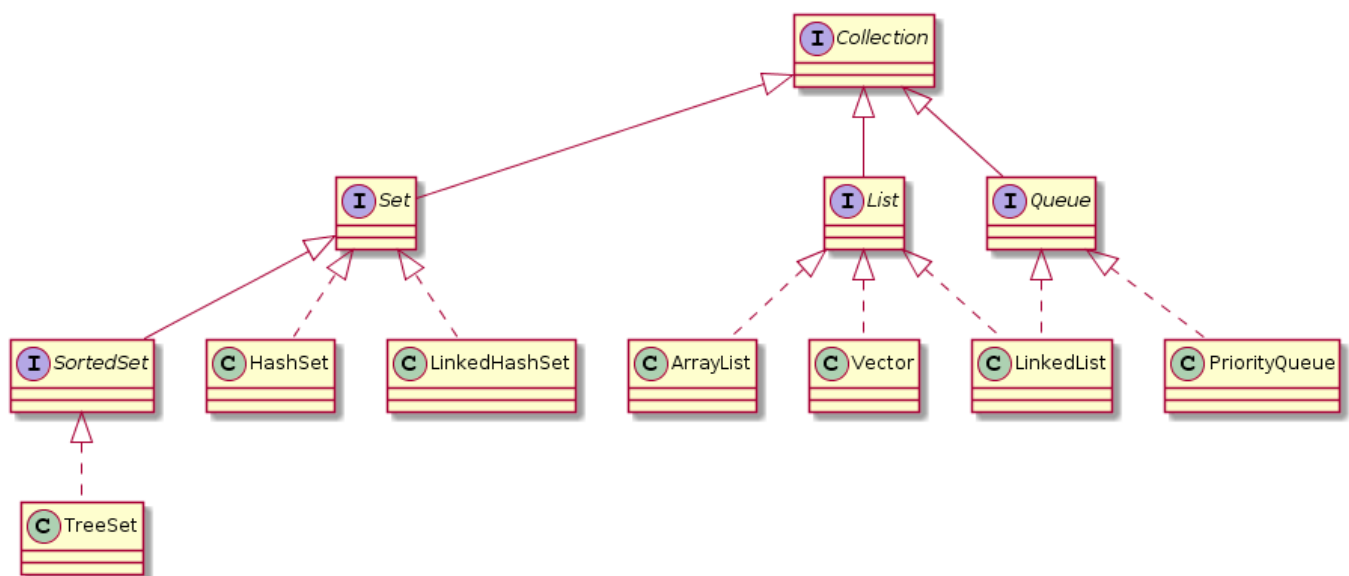 I Collection
I Set
I List
I Queue
I SortedSet
C HashSet
C LinkedHashSet
C ArrayList
C Vector
C LinkedList
C PriorityQueue
C TreeSet